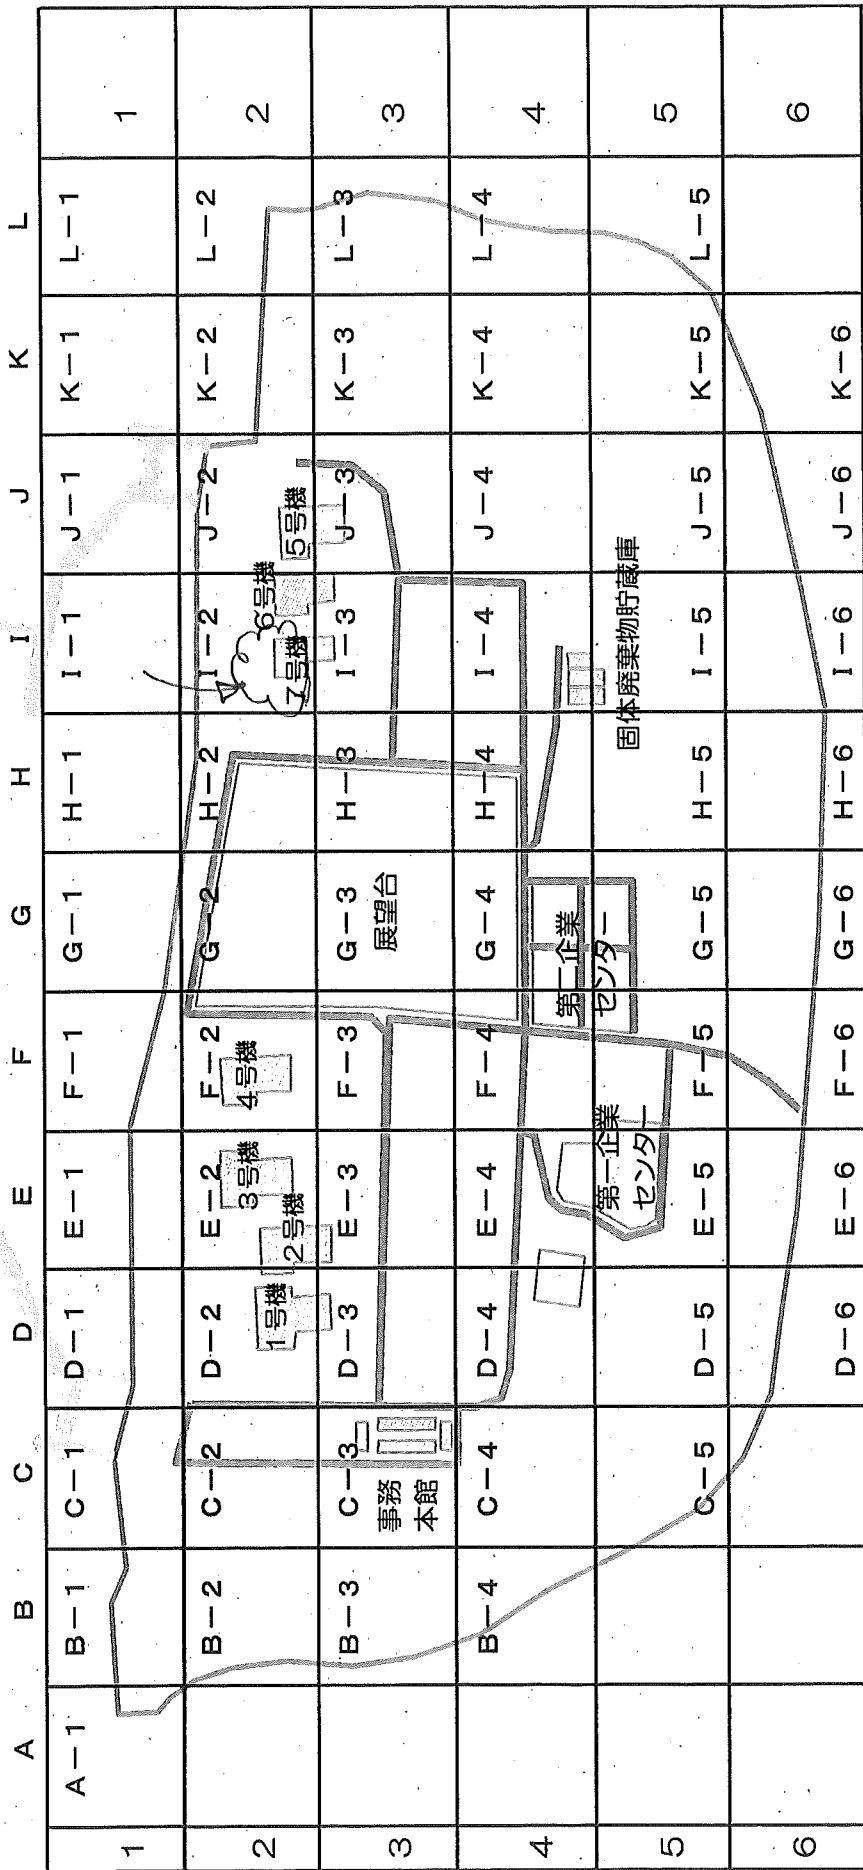 A B C D E F G H I J K L
1 A－1 B－1 C－1 D－1 E－1 F－1 G－1 H－1 I－1 J－1 K－1 L－1 1
2 B－2 C－2 D－2 E－2 F－2 G－2 H－2 I－2 J－2 K－2 L－2 2
1号機
2号機
3号機
4号機
7号機
6号機
5号機
3 B－3 C－3 D－3 E－3 F－3 G－3 H－3 I－3 J－3 K－3 L－3 3
事務
本館
展望台
4 B－4 C－4 D－4 E－4 F－4 G－4 H－4 I－4 J－4 K－4 L－4 4
第二企業
センター
第一企業
センター
固体廃棄物貯蔵庫
5 C－5 D－5 E－5 F－5 G－5 H－5 I－5 J－5 K－5 L－5 5
6 D－6 E－6 F－6 G－6 H－6 I－6 J－6 K－6 6